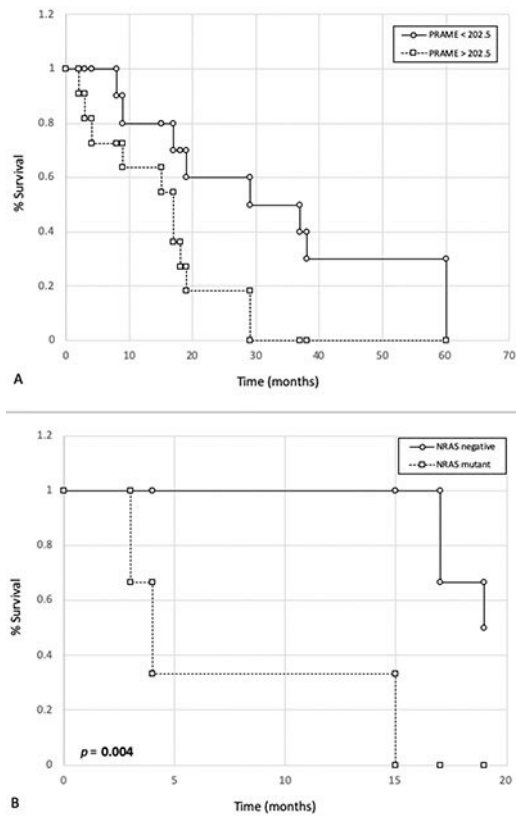 1.2
PRAME < 202.5
PRAME > 202.5
1
0.8
0.6
0.4
0.2
0
% Survival
0 10 20 30 40 50 60 70
A
Time (months)
1.2
NRAS negative
NRAS mutant
1
0.8
0.6
0.4
0.2
0
% Survival
p = 0.004
0 5 10 15 20
B
Time (months)